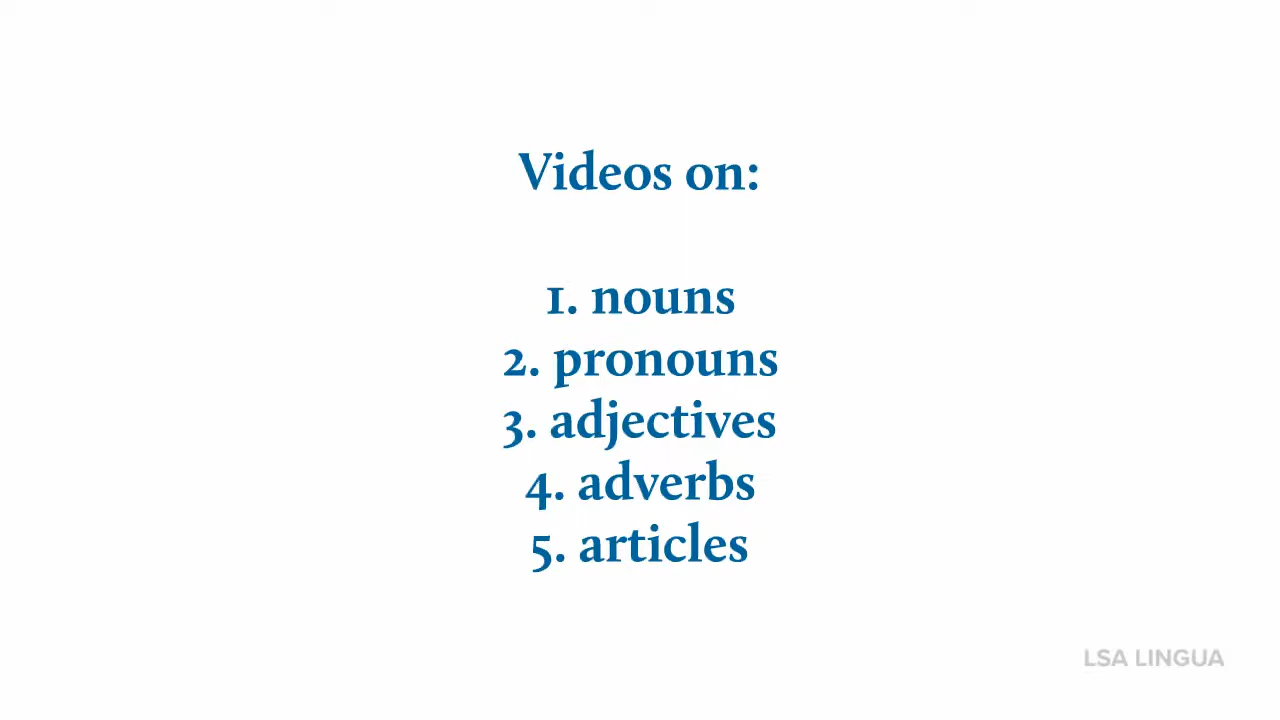 Videos on:
1. nouns
2. pronouns
3. adjectives
4. adverbs
5. articles
LSA LINGUA